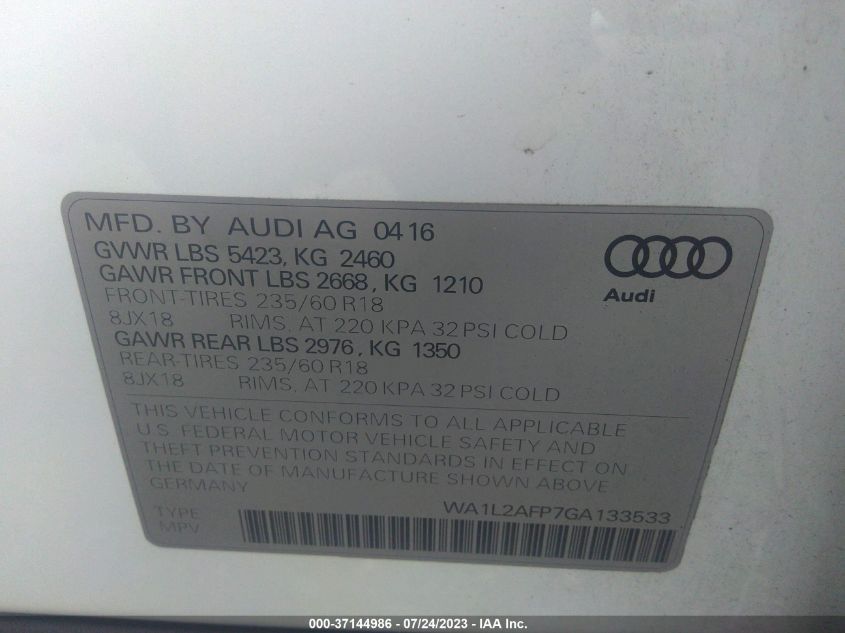 MFD. BY AUDI AG 0416
GVWR LBS 5423, KG 2460
GAWR FRONT LBS 2668, KG 1210
FRONT-TIRES 235/60 R18
8JX18 RIMS, AT 220 KPA 32 PSI COLD
GAWR REAR LBS 2976, KG 1350
REAR-TIRES 235/60 R18
8JX18 RIMS, AT 220 KPA 32 PSI COLD
Audi
THIS VEHICLE CONFORMS TO ALL APPLICABLE
U.S. FEDERAL MOTOR VEHICLE SAFETY AND
THEFT PREVENTION STANDARDS IN EFFECT ON
THE DATE OF MANUFACTURE SHOWN ABOVE
GERMANY
WA1L2AFP7GA133533
TYPE
MPV
000-37144986 - 07/24/2023 - IAA Inc.